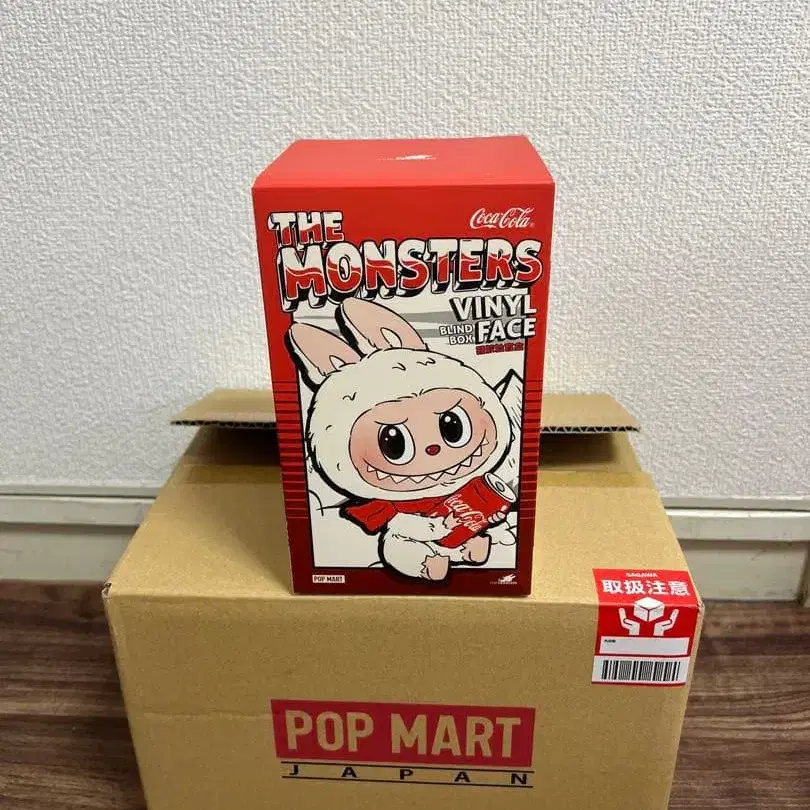 Coca-Cola
THE
MONSTERS
VINYL
FACE
BLIND
BOX
Coca-Cola
POP MART
SAGAWA
取扱注意
POP MART
JAPAN